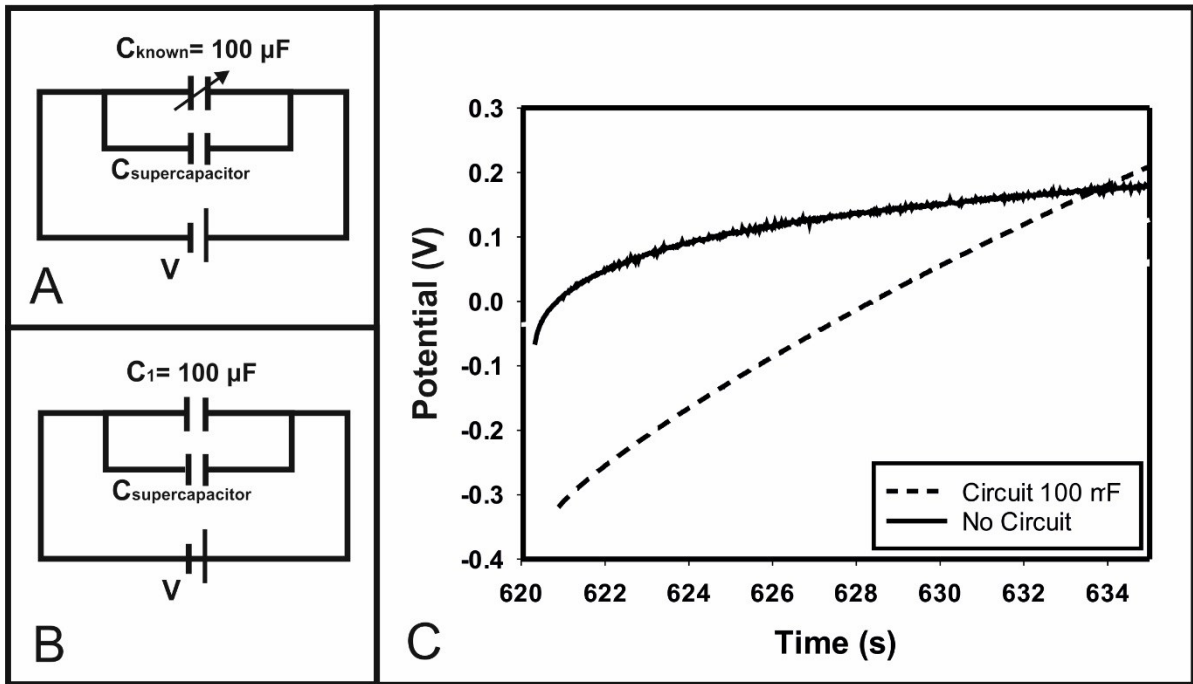 Cknown= 100 µF
Csupercapacitor
V
A
C1= 100 µF
Csupercapacitor
V
B
0.3
0.2
0.1
0.0
-0.1
-0.2
-0.3
-0.4
Potential (V)
620 622 624 626 628 630 632 634
Time (s)
Circuit 100 mF
No Circuit
C